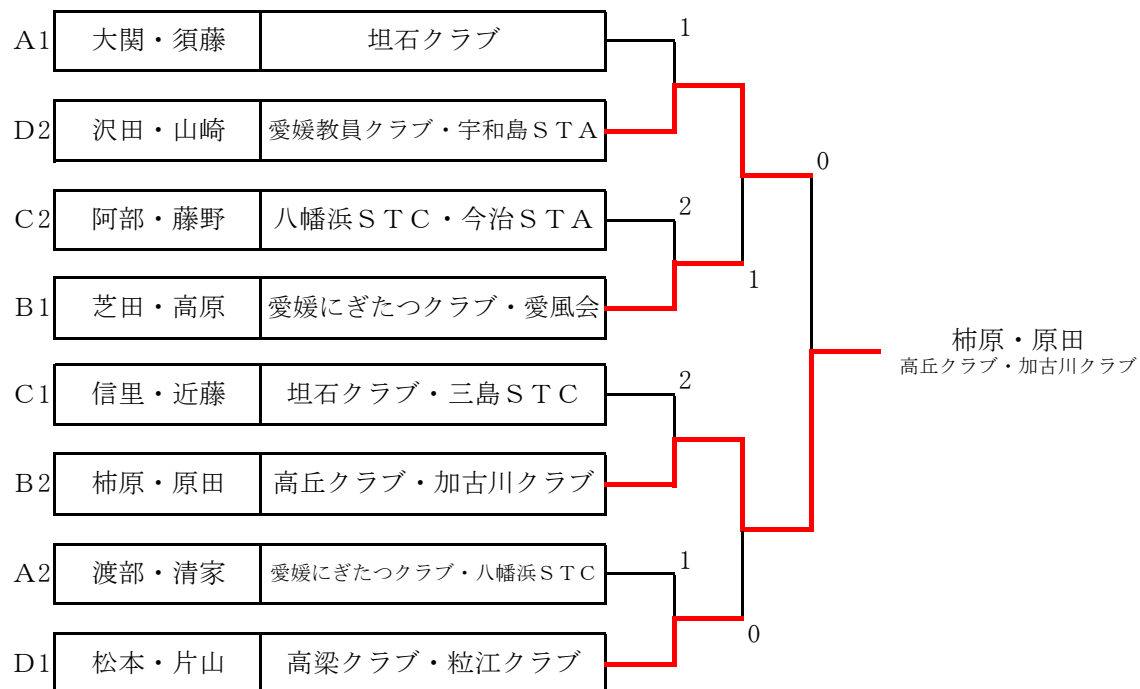 A1 大関・須藤 坦石クラブ 1
D2 沢田・山崎 愛媛教員クラブ・宇和島ＳＴＡ
0
C2 阿部・藤野 八幡浜ＳＴＣ・今治ＳＴＡ 2
1
B1 芝田・高原 愛媛にぎたつクラブ・愛風会
柿原・原田
高丘クラブ・加古川クラブ
C1 信里・近藤 坦石クラブ・三島ＳＴＣ 2
B2 柿原・原田 高丘クラブ・加古川クラブ
A2 渡部・清家 愛媛にぎたつクラブ・八幡浜ＳＴＣ 1
0
D1 松本・片山 高梁クラブ・粒江クラブ